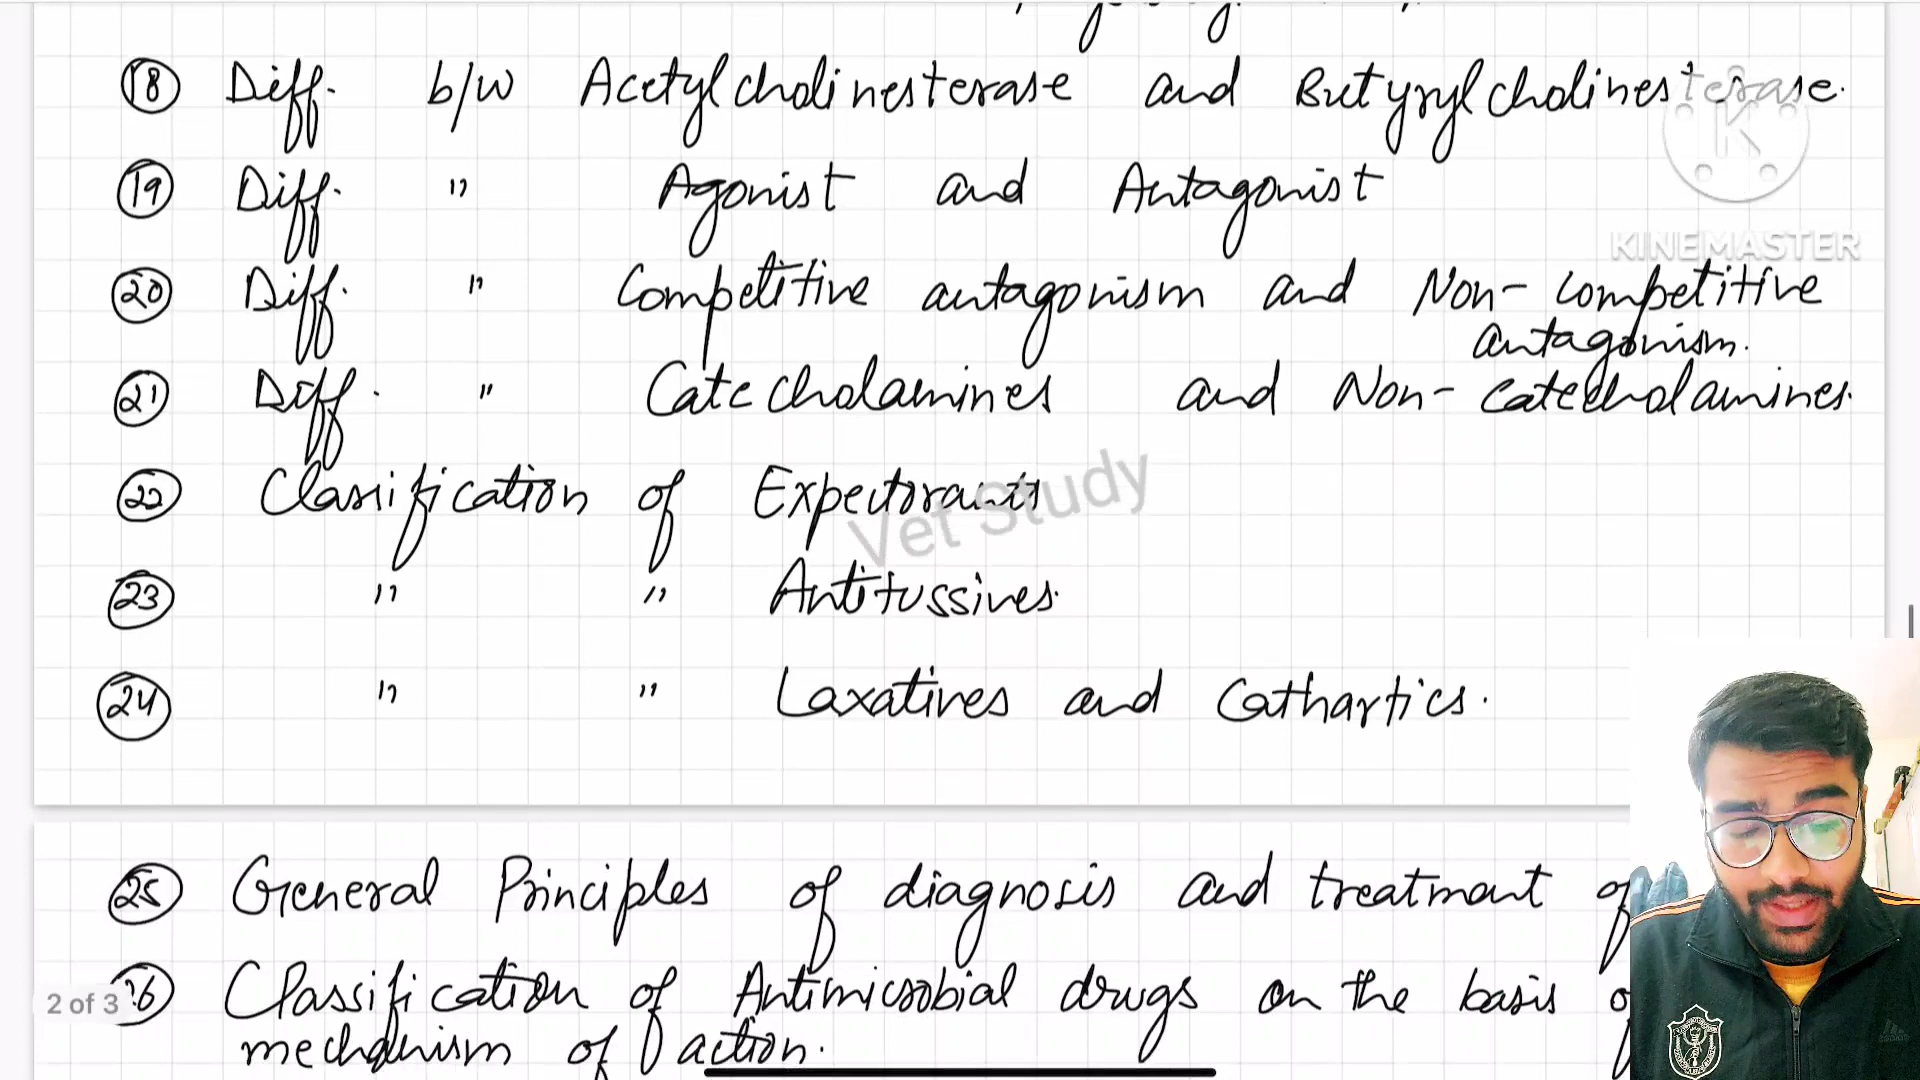 18 Diff. b/w Acetylcholinesterase and Butyrylcholinesterase.
K
19 Diff. " Agonist and Antagonist
KINEMASTER
20 Diff. " Competitive antagonism and Non-competitive
antagonism.
21 Diff. " Catecholamines and Non-catecholamines.
22 Classification of Expectorants
Vet Study
23 " " Antitussives.
24 " " Laxatives and Cathartics.
25 General Principles of diagnosis and treatment of
26 Classification of Antimicrobial drugs on the basis
2 of 3
mechanism of action.